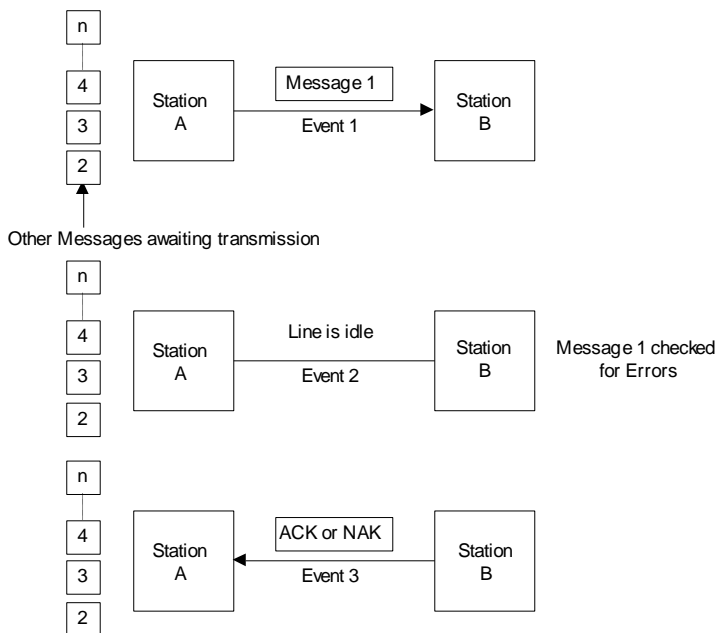 n
4
3
2
Station
A
Message 1
Event 1
Station
B
Other Messages awaiting transmission
n
4
3
2
Station
A
Line is idle
Event 2
Station
B
Message 1 checked
for Errors
n
4
3
2
Station
A
ACK or NAK
Event 3
Station
B